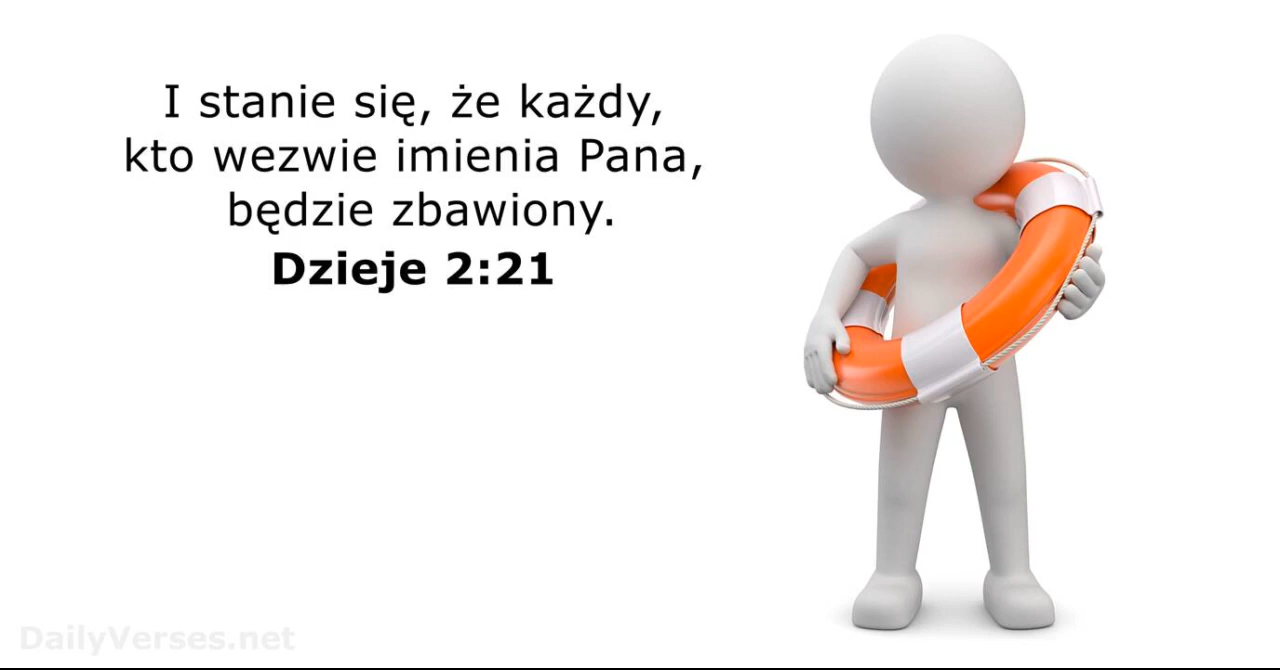 I stanie się, że każdy,
kto wezwie imienia Pana,
będzie zbawiony.
Dzieje 2:21
DailyVerses.net